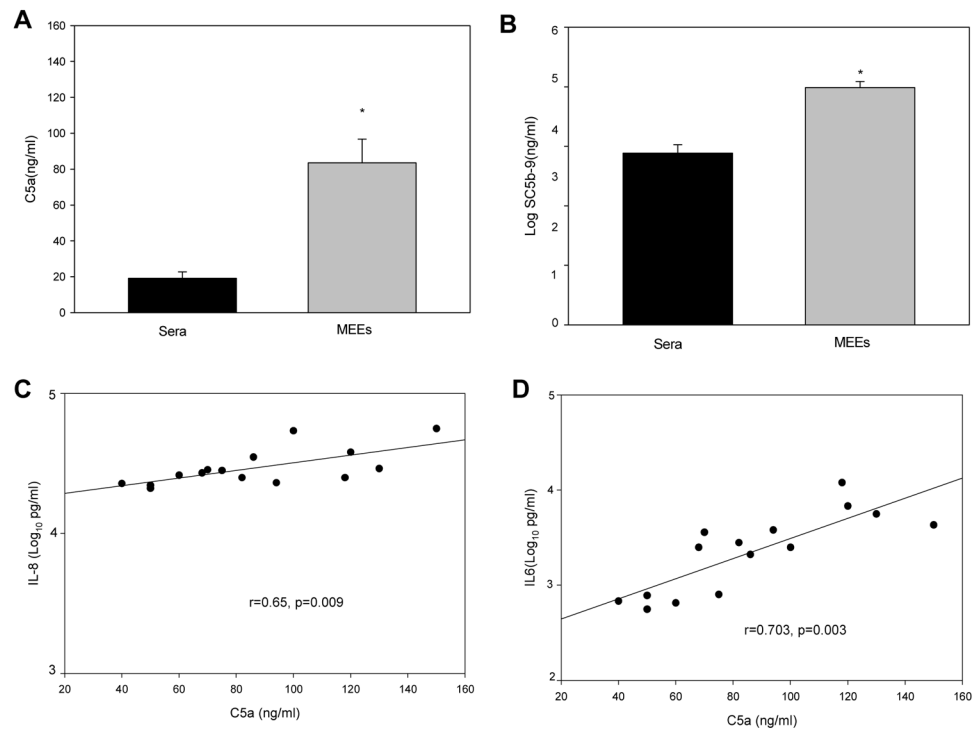 A
160
140
120
100
80
60
40
20
0
C5a(ng/ml)
*
Sera
MEEs
B
6
5
4
3
2
1
0
Log SC5b-9(ng/ml)
*
Sera
MEEs
C
5
4
3
IL-8 (Log10 pg/ml)
r=0.65, p=0.009
20 40 60 80 100 120 140 160
C5a (ng/ml)
D
5
4
3
2
IL6(Log10 pg/ml)
r=0.703, p=0.003
20 40 60 80 100 120 140 160
C5a (ng/ml)